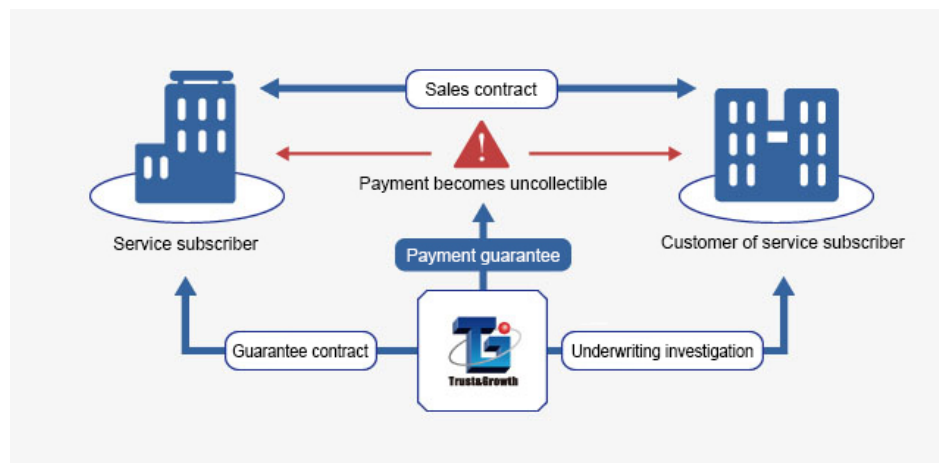 Sales contract
Payment becomes uncollectible
Service subscriber
Customer of service subscriber
Payment guarantee
Guarantee contract
TG
Trust&Growth
Underwriting investigation